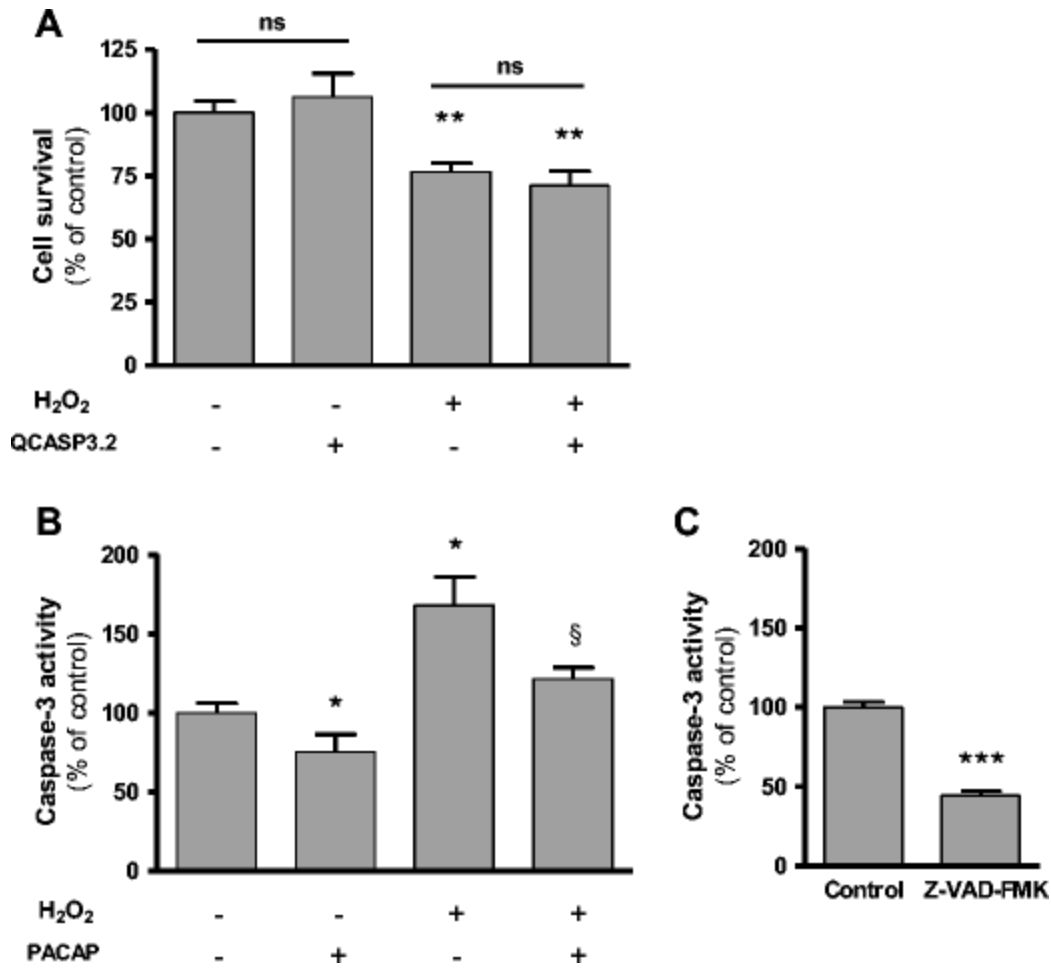 A
ns
ns
125
100
75
50
25
0
**
**
Cell survival
(% of control)
H₂O₂ - - + +
QCASP3.2 - + - +
B
200
150
100
50
0
*
*
§
Caspase-3 activity
(% of control)
H₂O₂ - - + +
PACAP - + - +
C
200
150
100
50
0
***
Caspase-3 activity
(% of control)
Control Z-VAD-FMK